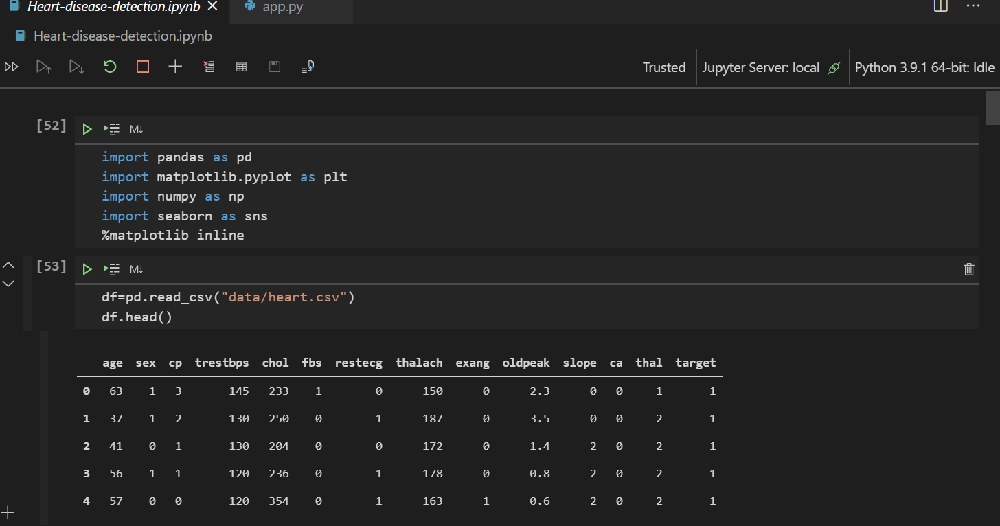 Heart-disease-detection.ipynb app.py
Heart-disease-detection.ipynb
Trusted Jupyter Server: local Python 3.9.1 64-bit: Idle
[52] M↓
import pandas as pd
import matplotlib.pyplot as plt
import numpy as np
import seaborn as sns
%matplotlib inline
[53] M↓
df=pd.read_csv("data/heart.csv")
df.head()
age sex cp trestbps chol fbs restecg thalach exang oldpeak slope ca thal target
0 63 1 3 145 233 1 0 150 0 2.3 0 0 1 1
1 37 1 2 130 250 0 1 187 0 3.5 0 0 2 1
2 41 0 1 130 204 0 0 172 0 1.4 2 0 2 1
3 56 1 1 120 236 0 1 178 0 0.8 2 0 2 1
4 57 0 0 120 354 0 1 163 1 0.6 2 0 2 1